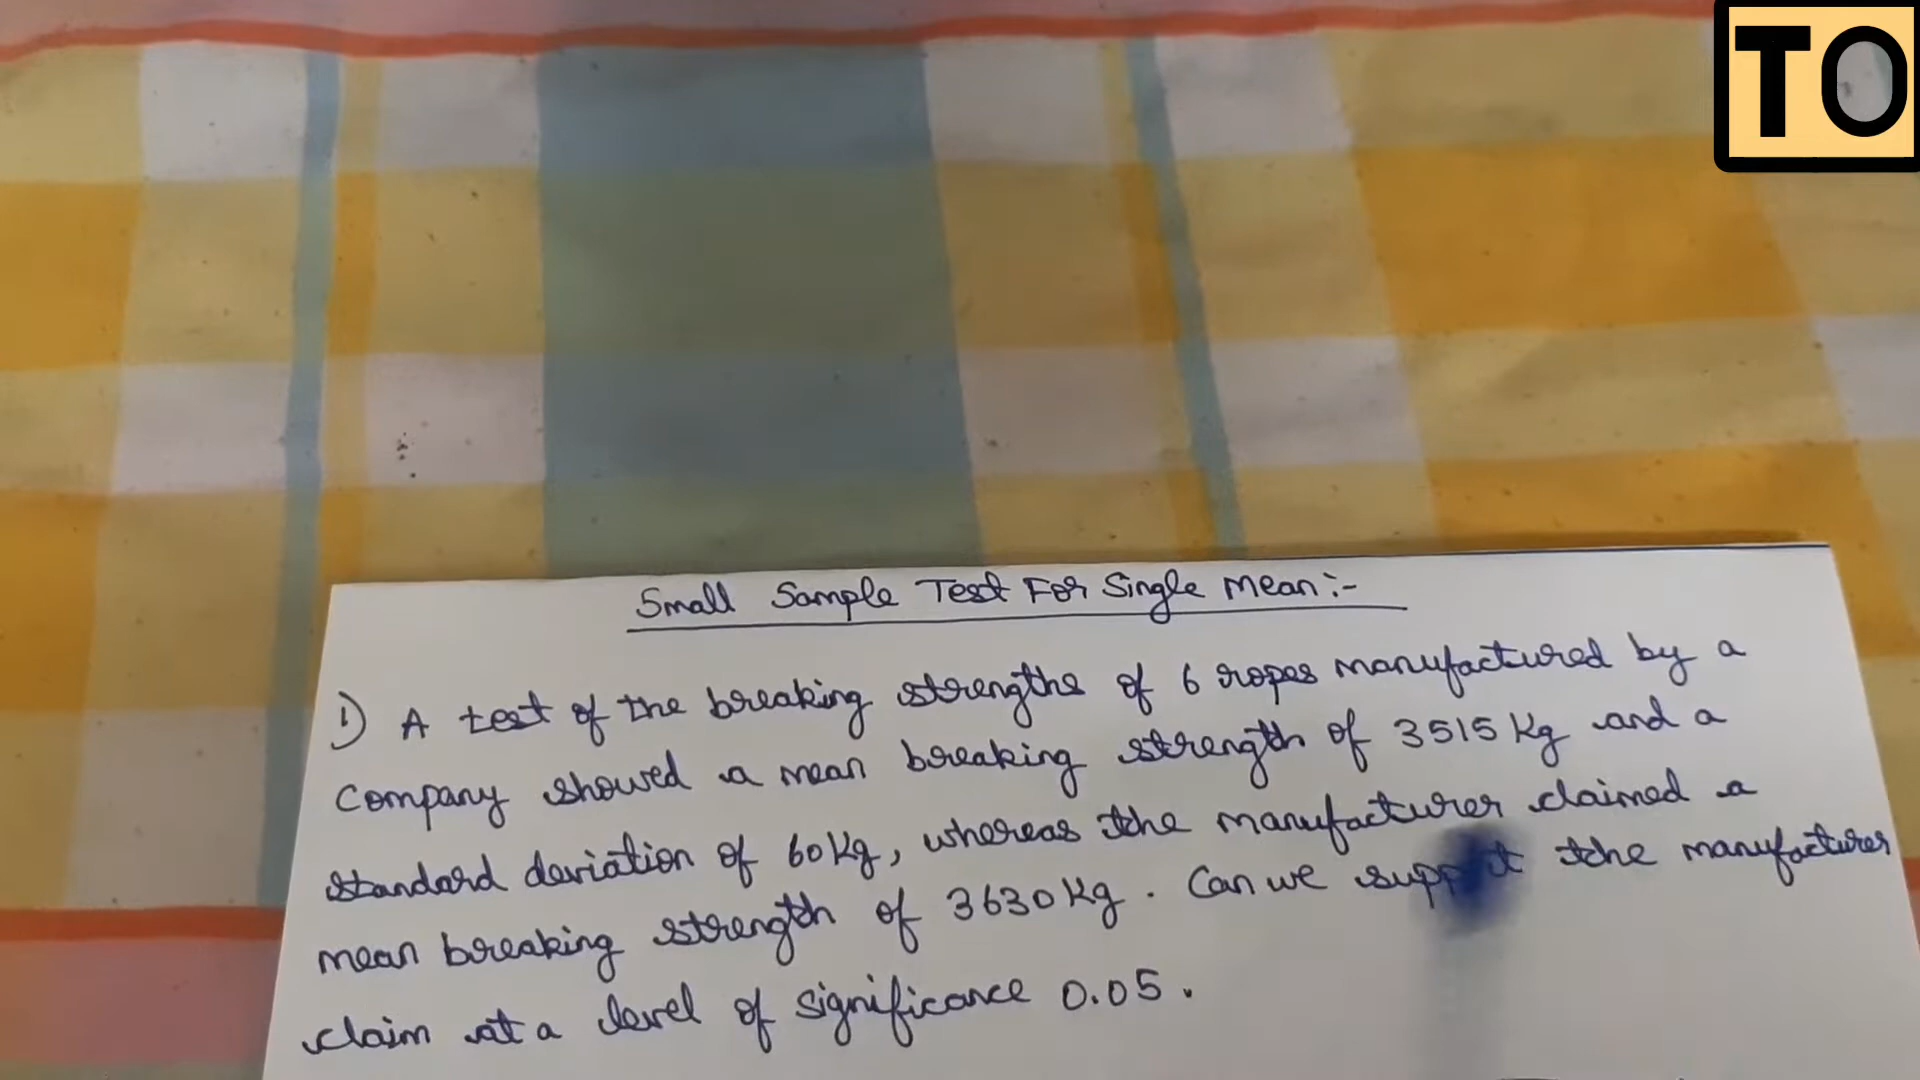 TO
Small Sample Test For Single Mean:-
1) A test of the breaking strengths of 6 ropes manufactured by a
company showed a mean breaking strength of 3515 kg and a
standard deviation of 60 kg, whereas the manufacturer claimed a
mean breaking strength of 3630 kg. Can we support the manufacturer
claim at a level of significance 0.05.